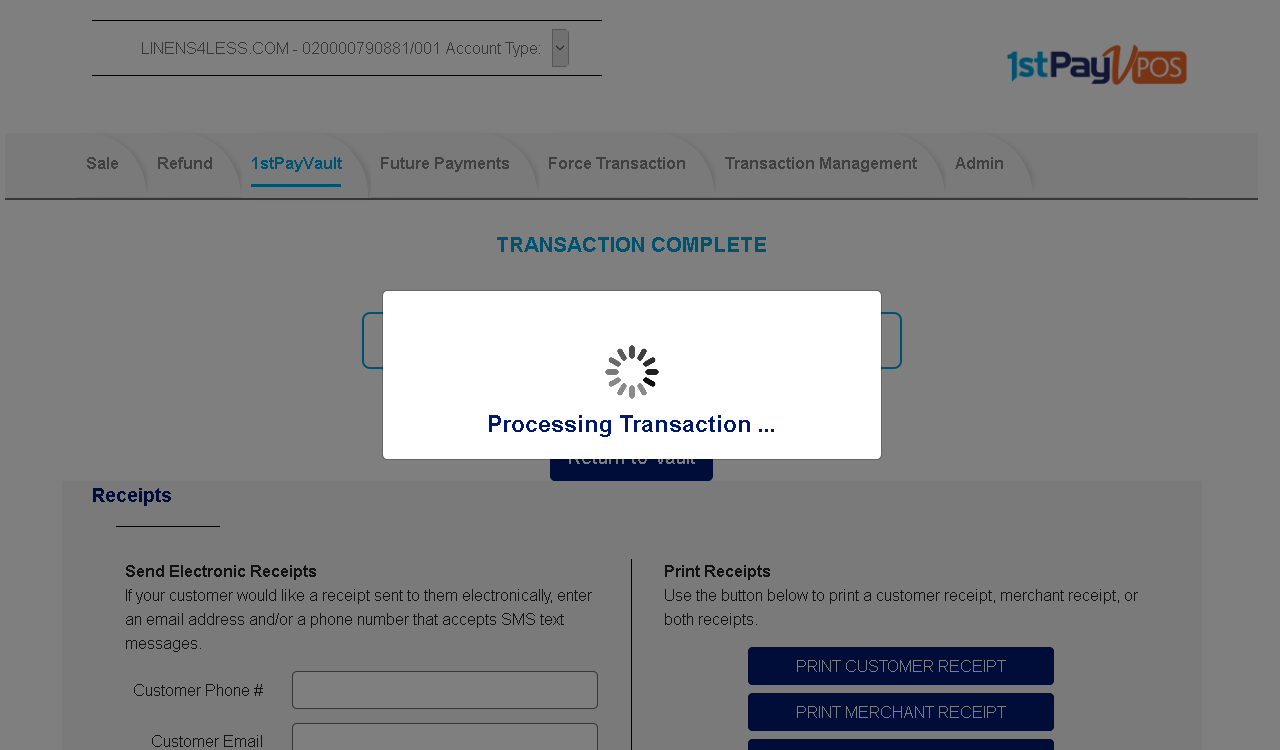 LINENS4LESS.COM - 020000790881/001 Account Type:
1stPay VPOS
Sale
Refund
1stPayVault
Future Payments
Force Transaction
Transaction Management
Admin
TRANSACTION COMPLETE
Processing Transaction ...
Return to Vault
Receipts
Send Electronic Receipts
If your customer would like a receipt sent to them electronically, enter
an email address and/or a phone number that accepts SMS text
messages.
Customer Phone #
Customer Email
Print Receipts
Use the button below to print a customer receipt, merchant receipt, or
both receipts.
PRINT CUSTOMER RECEIPT
PRINT MERCHANT RECEIPT